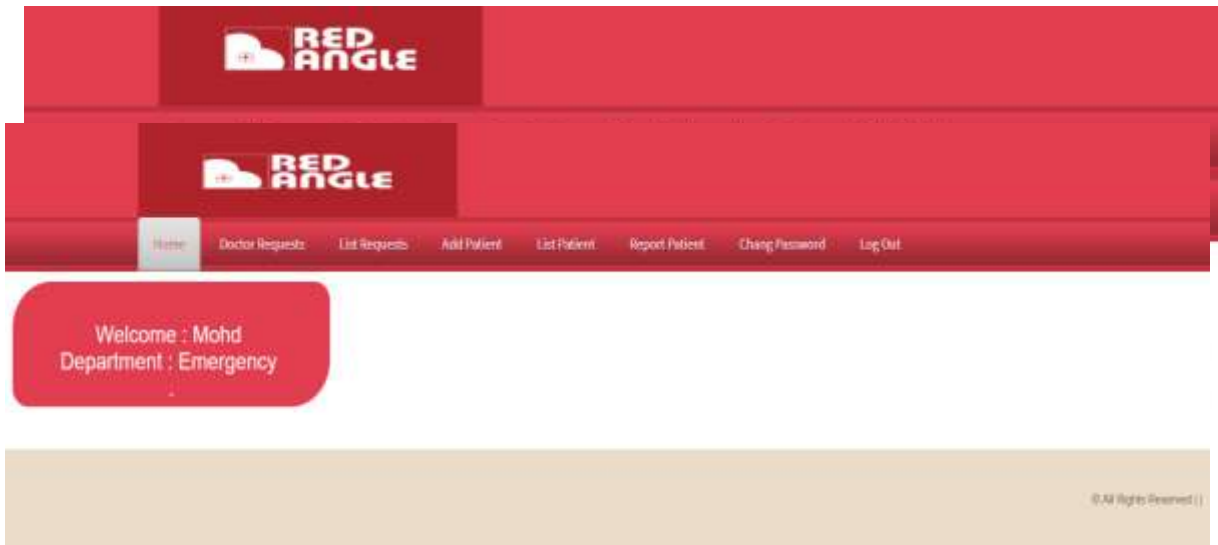 RED
ANGLE
RED
ANGLE
Home Doctor Requests List Requests Add Patient List Patient Report Patient Chang Password Log Out
Welcome : Mohd
Department : Emergency
.
© All Rights Reserved ( )